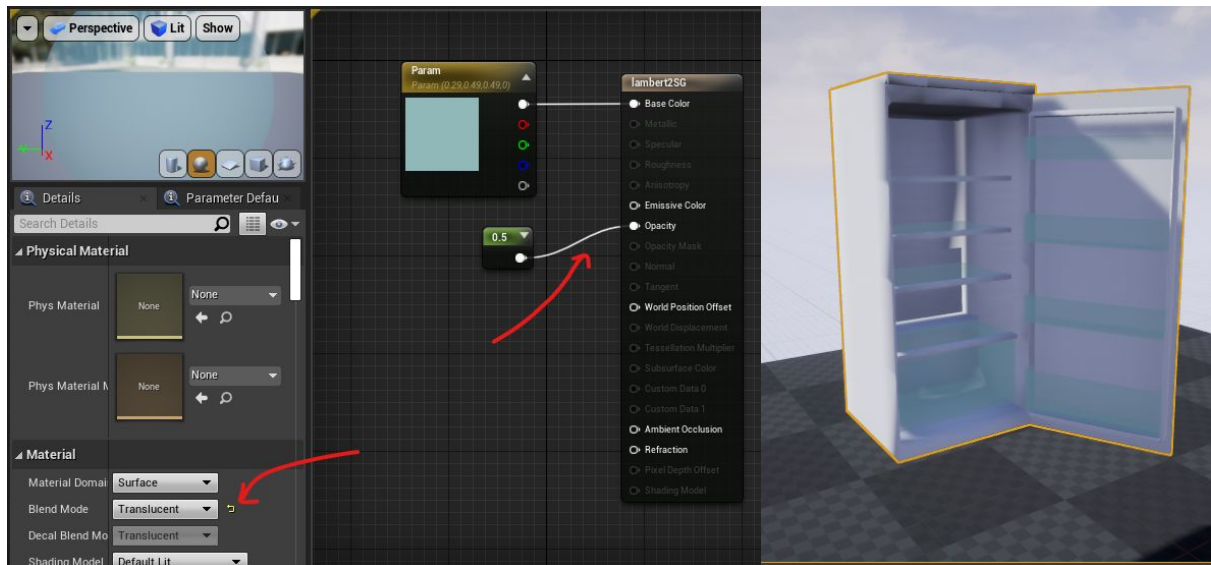 Perspective
Lit
Show
Z
X
Details
Parameter Defau
Search Details
Physical Material
Phys Material
None
None
Phys Material M
None
None
Material
Material Domai
Surface
Blend Mode
Translucent
Decal Blend Mo
Translucent
Shading Model
Default Lit
Param
Param (0.29,0.49,0.49,0)
0.5
lambert2SG
Base Color
Metallic
Specular
Roughness
Anisotropy
Emissive Color
Opacity
Opacity Mask
Normal
Tangent
World Position Offset
World Displacement
Tessellation Multiplier
Subsurface Color
Custom Data 0
Custom Data 1
Ambient Occlusion
Refraction
Pixel Depth Offset
Shading Model